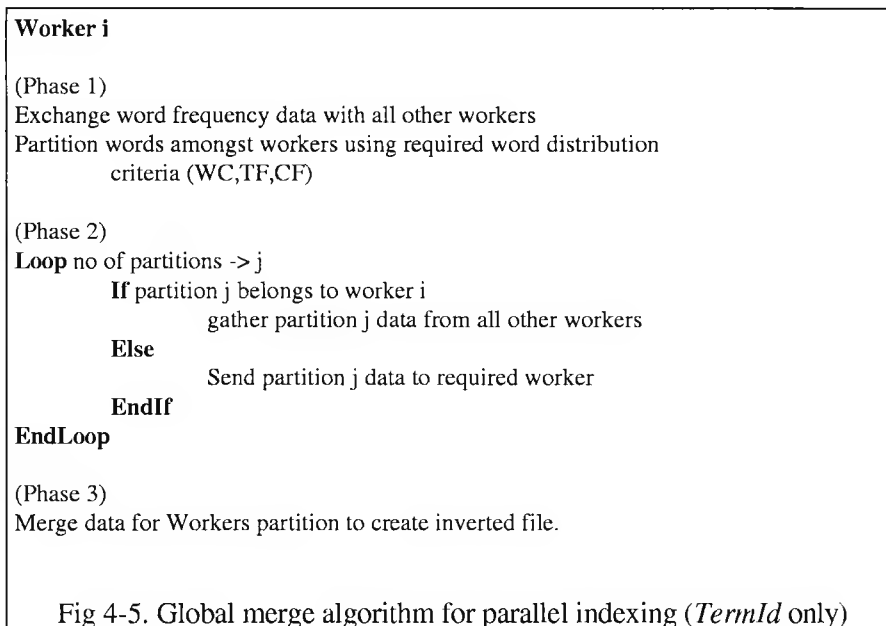 Worker i
(Phase 1)
Exchange word frequency data with all other workers
Partition words amongst workers using required word distribution
criteria (WC,TF,CF)
(Phase 2)
Loop no of partitions -> j
If partition j belongs to worker i
gather partition j data from all other workers
Else
Send partition j data to required worker
EndIf
EndLoop
(Phase 3)
Merge data for Workers partition to create inverted file.
Fig 4-5. Global merge algorithm for parallel indexing (TermId only)